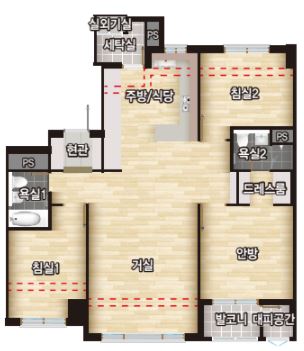 실외기실
세탁실
PS
주방/식당
침실2
현관
PS
욕실2
PS
욕실1
드레스룸
침실1
거실
안방
발코니 대피공간